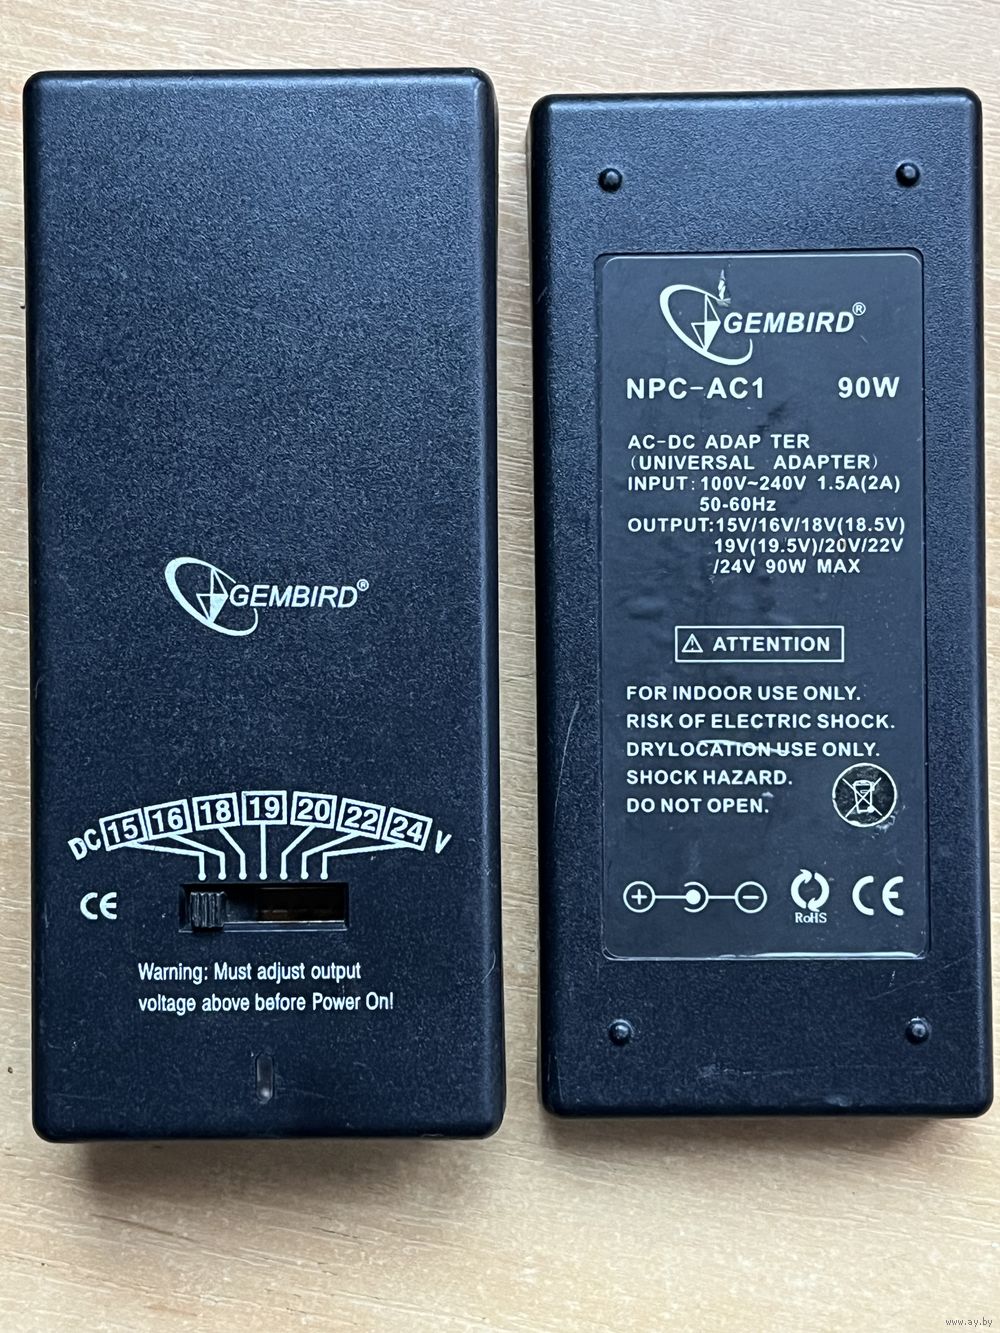 GEMBIRD®
DC 15 16 18 19 20 22 24 V
CE
Warning: Must adjust output
voltage above before Power On!
GEMBIRD®
NPC-AC1 90W
AC-DC ADAP TER
(UNIVERSAL ADAPTER)
INPUT: 100V~240V 1.5A(2A)
50-60Hz
OUTPUT:15V/16V/18V(18.5V)
19V(19.5V)/20V/22V
/24V 90W MAX
⚠ ATTENTION
FOR INDOOR USE ONLY.
RISK OF ELECTRIC SHOCK.
DRYLOCATION USE ONLY.
SHOCK HAZARD.
DO NOT OPEN.
+ −
RoHS
CE
www.ay.by